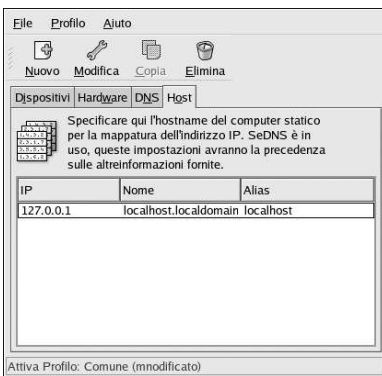 File Profilo Aiuto
Nuovo Modifica Copia Elimina
Dispositivi Hardware DNS Host
Specificare qui l'hostname del computer statico
per la mappatura dell'indirizzo IP. SeDNS è in
uso, queste impostazioni avranno la precedenza
sulle altreinformazioni fornite.
IP Nome Alias
127.0.0.1 localhost.localdomain localhost
Attiva Profilo: Comune (mnodificato)